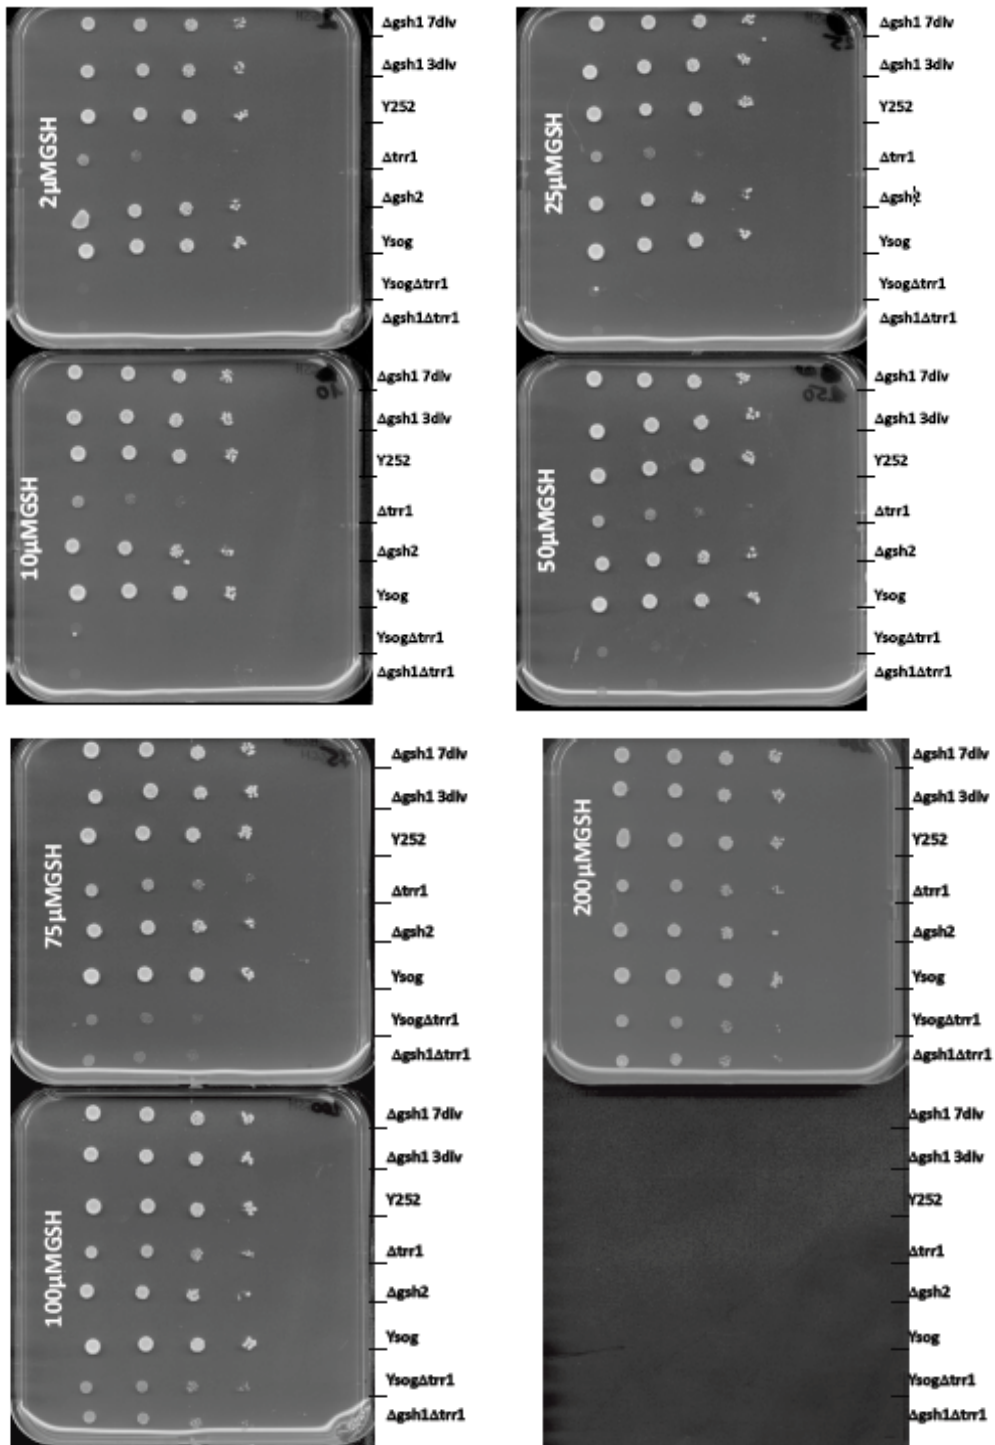 2µMGSH
Δgsh1 7dlv
Δgsh1 3dlv
Y252
Δtrr1
Δgsh2
Ysog
YsogΔtrr1
Δgsh1Δtrr1
25µMGSH
Δgsh1 7dlv
Δgsh1 3dlv
Y252
Δtrr1
Δgsh2
Ysog
YsogΔtrr1
Δgsh1Δtrr1
10µMGSH
Δgsh1 7dlv
Δgsh1 3dlv
Y252
Δtrr1
Δgsh2
Ysog
YsogΔtrr1
Δgsh1Δtrr1
50µMGSH
Δgsh1 7dlv
Δgsh1 3dlv
Y252
Δtrr1
Δgsh2
Ysog
YsogΔtrr1
Δgsh1Δtrr1
75µMGSH
Δgsh1 7dlv
Δgsh1 3dlv
Y252
Δtrr1
Δgsh2
Ysog
YsogΔtrr1
Δgsh1Δtrr1
200µMGSH
Δgsh1 7dlv
Δgsh1 3dlv
Y252
Δtrr1
Δgsh2
Ysog
YsogΔtrr1
Δgsh1Δtrr1
100µMGSH
Δgsh1 7dlv
Δgsh1 3dlv
Y252
Δtrr1
Δgsh2
Ysog
YsogΔtrr1
Δgsh1Δtrr1
Δgsh1 7dlv
Δgsh1 3dlv
Y252
Δtrr1
Δgsh2
Ysog
YsogΔtrr1
Δgsh1Δtrr1